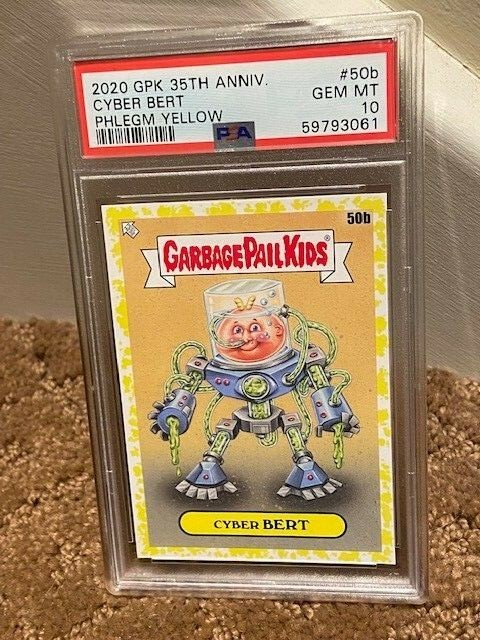 2020 GPK 35TH ANNIV. #50b
CYBER BERT GEM MT
PHLEGM YELLOW 10
PSA 59793061
50b
GARBAGE PAIL KIDS
CYBER BERT